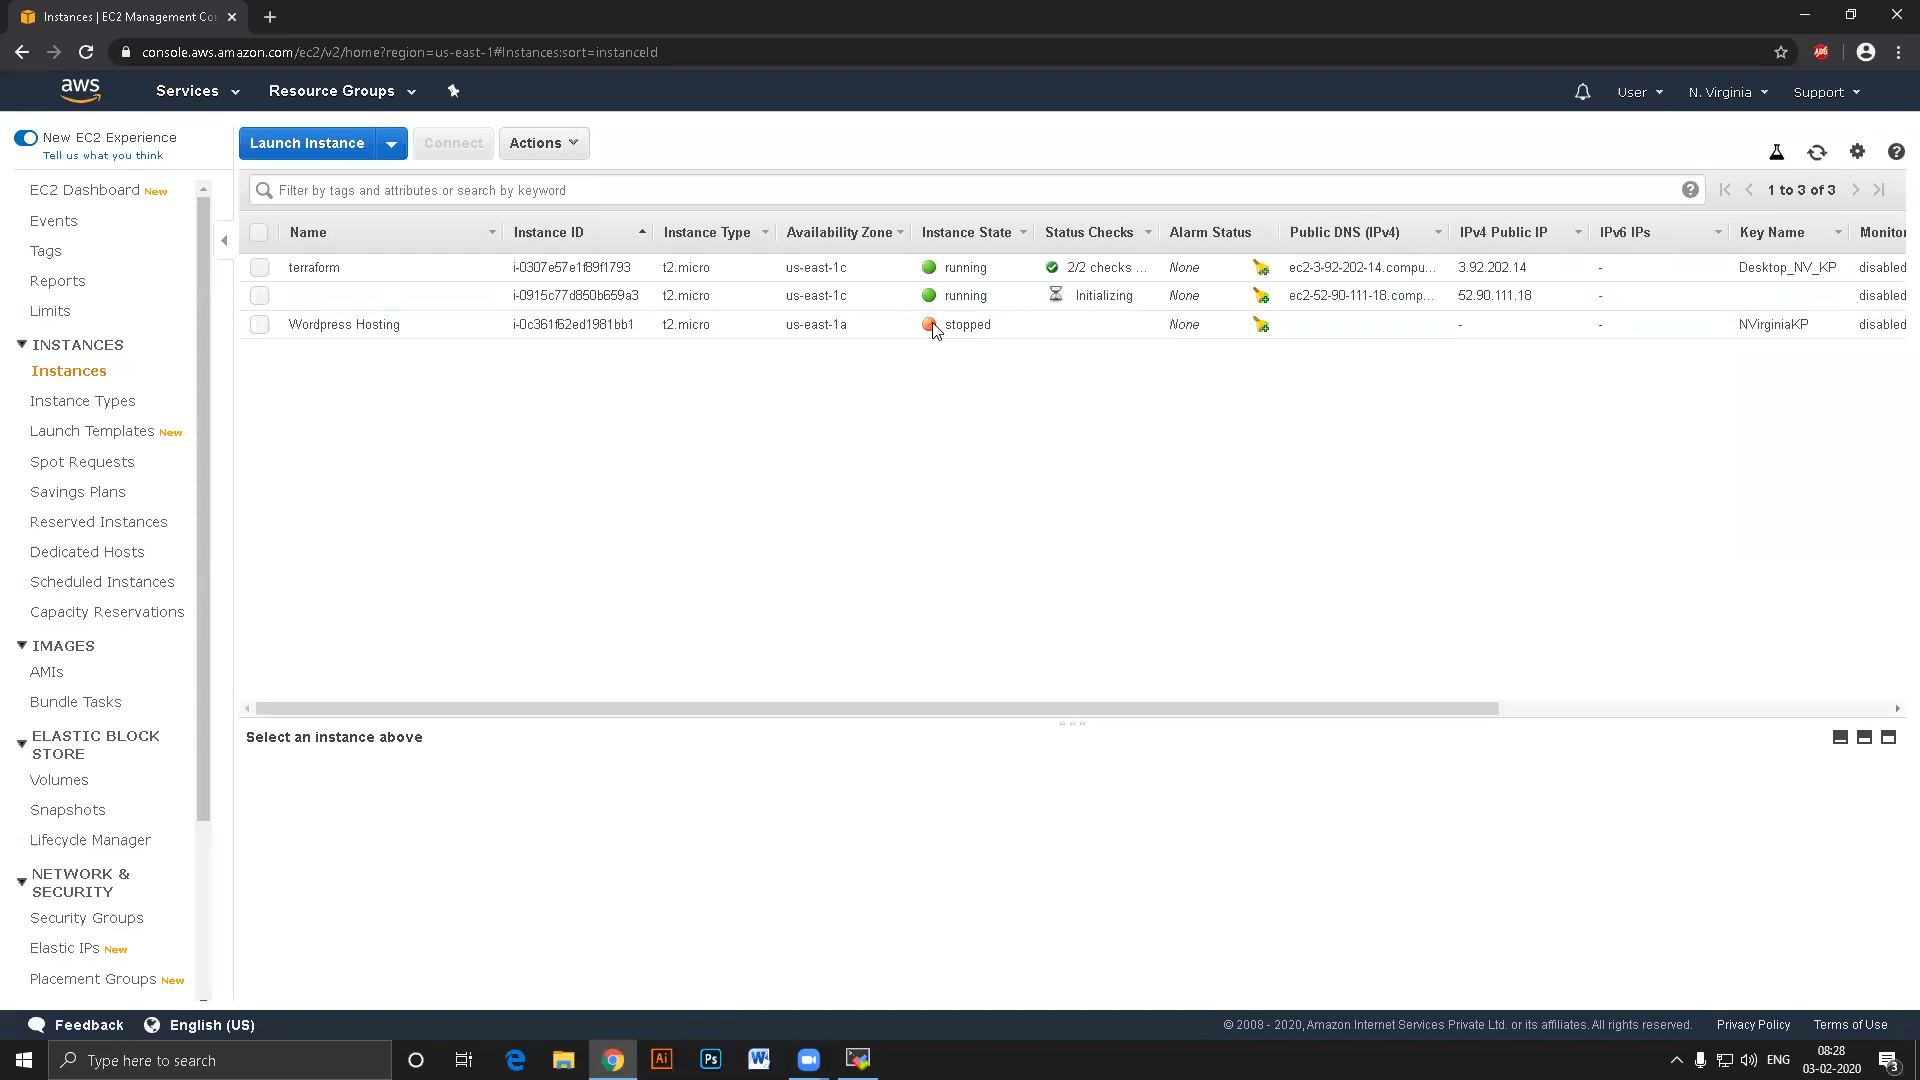 Instances | EC2 Management Co
console.aws.amazon.com/ec2/v2/home?region=us-east-1#Instances:sort=instanceId
ABP
aws
Services
Resource Groups
User
N. Virginia
Support
New EC2 Experience
Tell us what you think
Launch Instance
Connect
Actions
EC2 Dashboard New
Events
Tags
Reports
Limits
INSTANCES
Instances
Instance Types
Launch Templates New
Spot Requests
Savings Plans
Reserved Instances
Dedicated Hosts
Scheduled Instances
Capacity Reservations
IMAGES
AMIs
Bundle Tasks
ELASTIC BLOCK
STORE
Volumes
Snapshots
Lifecycle Manager
NETWORK &
SECURITY
Security Groups
Elastic IPs New
Placement Groups New
Filter by tags and attributes or search by keyword
1 to 3 of 3
Name Instance ID Instance Type Availability Zone Instance State Status Checks Alarm Status Public DNS (IPv4) IPv4 Public IP IPv6 IPs Key Name Monitor
terraform i-0307e57e1f89f1793 t2.micro us-east-1c running 2/2 checks ... None ec2-3-92-202-14.compu... 3.92.202.14 - Desktop_NV_KP disabled
i-0915c77d850b659a3 t2.micro us-east-1c running Initializing None ec2-52-90-111-18.comp... 52.90.111.18 - disabled
Wordpress Hosting i-0c361f62ed1981bb1 t2.micro us-east-1a stopped None - - NVirginiaKP disabled
Select an instance above
Feedback
English (US)
© 2008 - 2020, Amazon Internet Services Private Ltd. or its affiliates. All rights reserved.
Privacy Policy
Terms of Use
Type here to search
Ai
Ps
W
ENG
08:28
03-02-2020
3